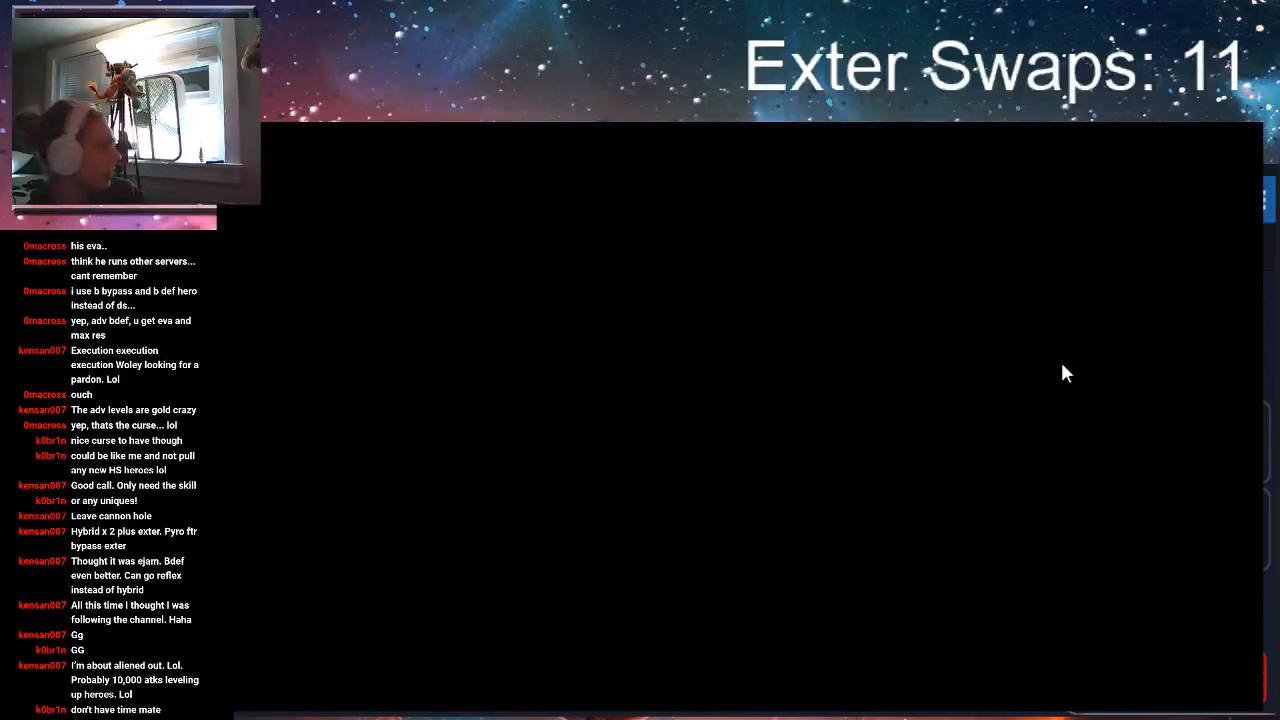 Exter Swaps: 11
0macross his eva..
0macross think he runs other servers...
cant remember
0macross i use b bypass and b def hero
instead of ds...
0macross yep, adv bdef, u get eva and
max res
kensan007 Execution execution
execution Woley looking for a
pardon. Lol
0macross ouch
kensan007 The adv levels are gold crazy
0macross yep, thats the curse... lol
k0br1n nice curse to have though
k0br1n could be like me and not pull
any new HS heroes lol
kensan007 Good call. Only need the skill
k0br1n or any uniques!
kensan007 Leave cannon hole
kensan007 Hybrid x 2 plus exter. Pyro ftr
bypass exter
kensan007 Thought it was ejam. Bdef
even better. Can go reflex
instead of hybrid
kensan007 All this time I thought I was
following the channel. Haha
kensan007 Gg
k0br1n GG
kensan007 I'm about aliened out. Lol.
Probably 10,000 atks leveling
up heroes. Lol
k0br1n don't have time mate